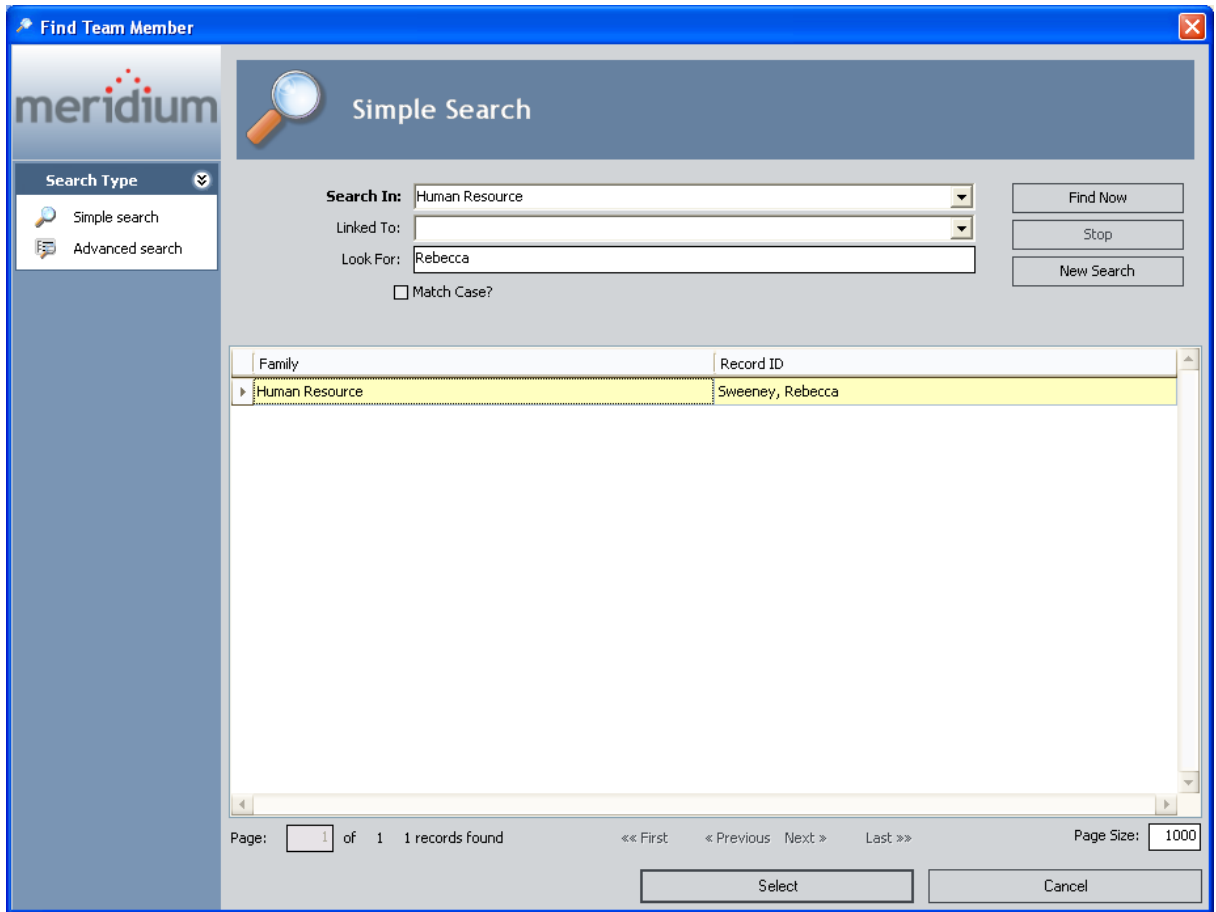 Find Team Member
meridium
Simple Search
Search Type
Simple search
Advanced search
Search In: Human Resource
Linked To:
Look For: Rebecca
Match Case?
Find Now
Stop
New Search
Family Record ID
Human Resource Sweeney, Rebecca
Page: 1 of 1 1 records found «« First « Previous Next » Last »» Page Size: 1000
Select Cancel